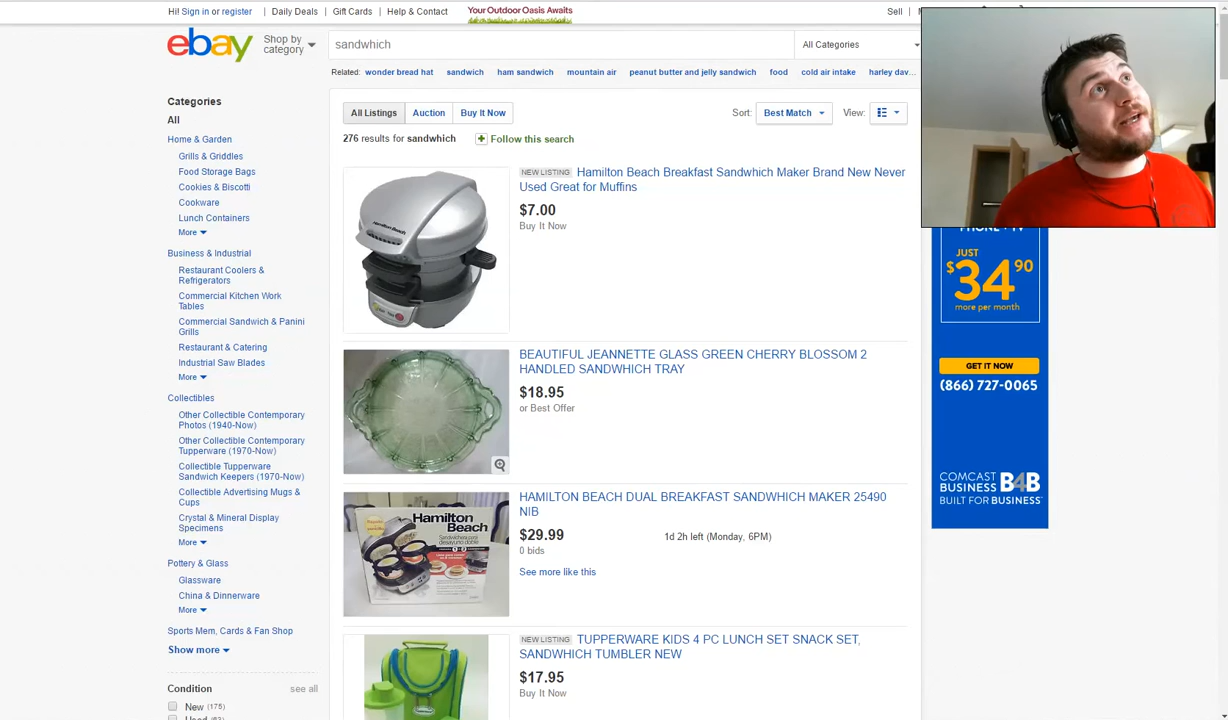 Hi! Sign in or register
Daily Deals
Gift Cards
Help & Contact
Your Outdoor Oasis Awaits
Sell
ebay
Shop by
category
sandwhich
All Categories
Related: wonder bread hat sandwich ham sandwich mountain air peanut butter and jelly sandwich food cold air intake harley dav...
Categories
All
Home & Garden
Grills & Griddles
Food Storage Bags
Cookies & Biscotti
Cookware
Lunch Containers
More
Business & Industrial
Restaurant Coolers &
Refrigerators
Commercial Kitchen Work
Tables
Commercial Sandwich & Panini
Grills
Restaurant & Catering
Industrial Saw Blades
More
Collectibles
Other Collectible Contemporary
Photos (1940-Now)
Other Collectible Contemporary
Tupperware (1970-Now)
Collectible Tupperware
Sandwich Keepers (1970-Now)
Collectible Advertising Mugs &
Cups
Crystal & Mineral Display
Specimens
More
Pottery & Glass
Glassware
China & Dinnerware
More
Sports Mem, Cards & Fan Shop
Show more
Condition see all
New (175)
All Listings
Auction
Buy It Now
Sort: Best Match
View:
276 results for sandwhich
Follow this search
NEW LISTING Hamilton Beach Breakfast Sandwhich Maker Brand New Never
Used Great for Muffins
$7.00
Buy It Now
BEAUTIFUL JEANNETTE GLASS GREEN CHERRY BLOSSOM 2
HANDLED SANDWHICH TRAY
$18.95
or Best Offer
Hamilton
Beach
HAMILTON BEACH DUAL BREAKFAST SANDWHICH MAKER 25490
NIB
$29.99
0 bids
1d 2h left (Monday, 6PM)
See more like this
NEW LISTING TUPPERWARE KIDS 4 PC LUNCH SET SNACK SET,
SANDWHICH TUMBLER NEW
$17.95
Buy It Now
PHONE + TV
JUST
$34.90
more per month
GET IT NOW
(866) 727-0065
COMCAST
BUSINESS B4B
BUILT FOR BUSINESS